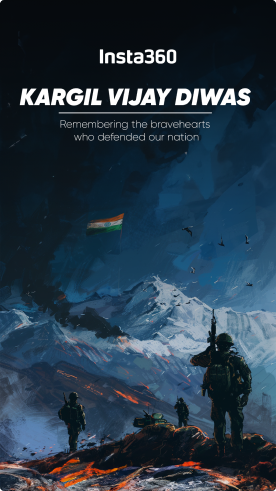 Insta360
KARGIL VIJAY DIWAS
Remembering the bravehearts
who defended our nation